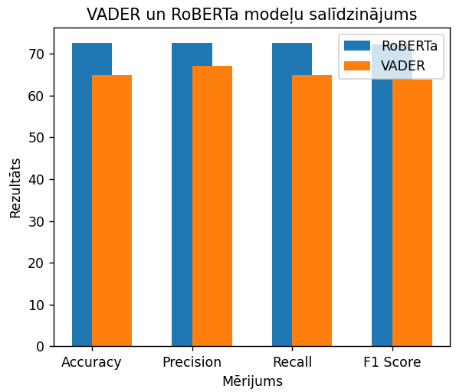 VADER un RoBERTa modeļu salīdzinājums
RoBERTa
VADER
70
60
50
40
30
20
10
0
Rezultāts
Accuracy Precision Recall F1 Score
Mērijums